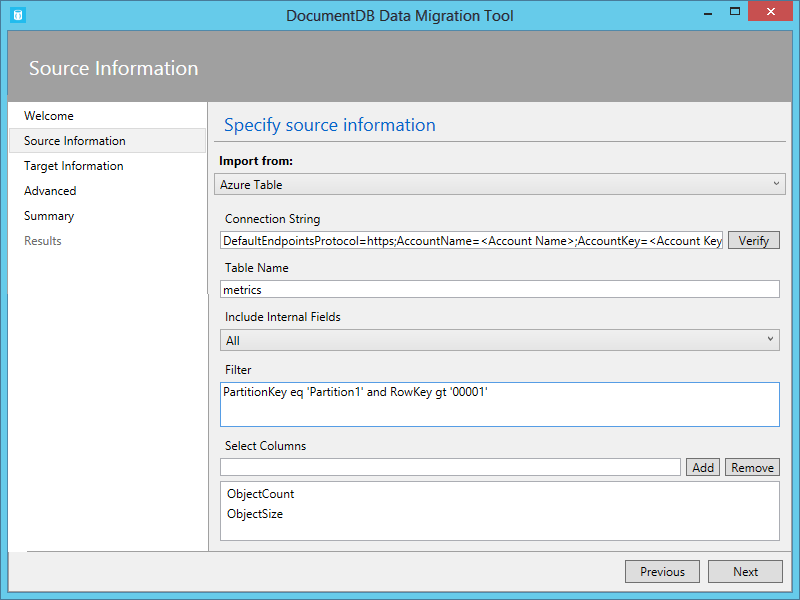 DocumentDB Data Migration Tool
Source Information
Welcome
Source Information
Target Information
Advanced
Summary
Results
Specify source information
Import from:
Azure Table
Connection String
DefaultEndpointsProtocol=https;AccountName=<Account Name>;AccountKey=<Account Key
Verify
Table Name
metrics
Include Internal Fields
All
Filter
PartitionKey eq 'Partition1' and RowKey gt '00001'
Select Columns
Add Remove
ObjectCount
ObjectSize
Previous Next